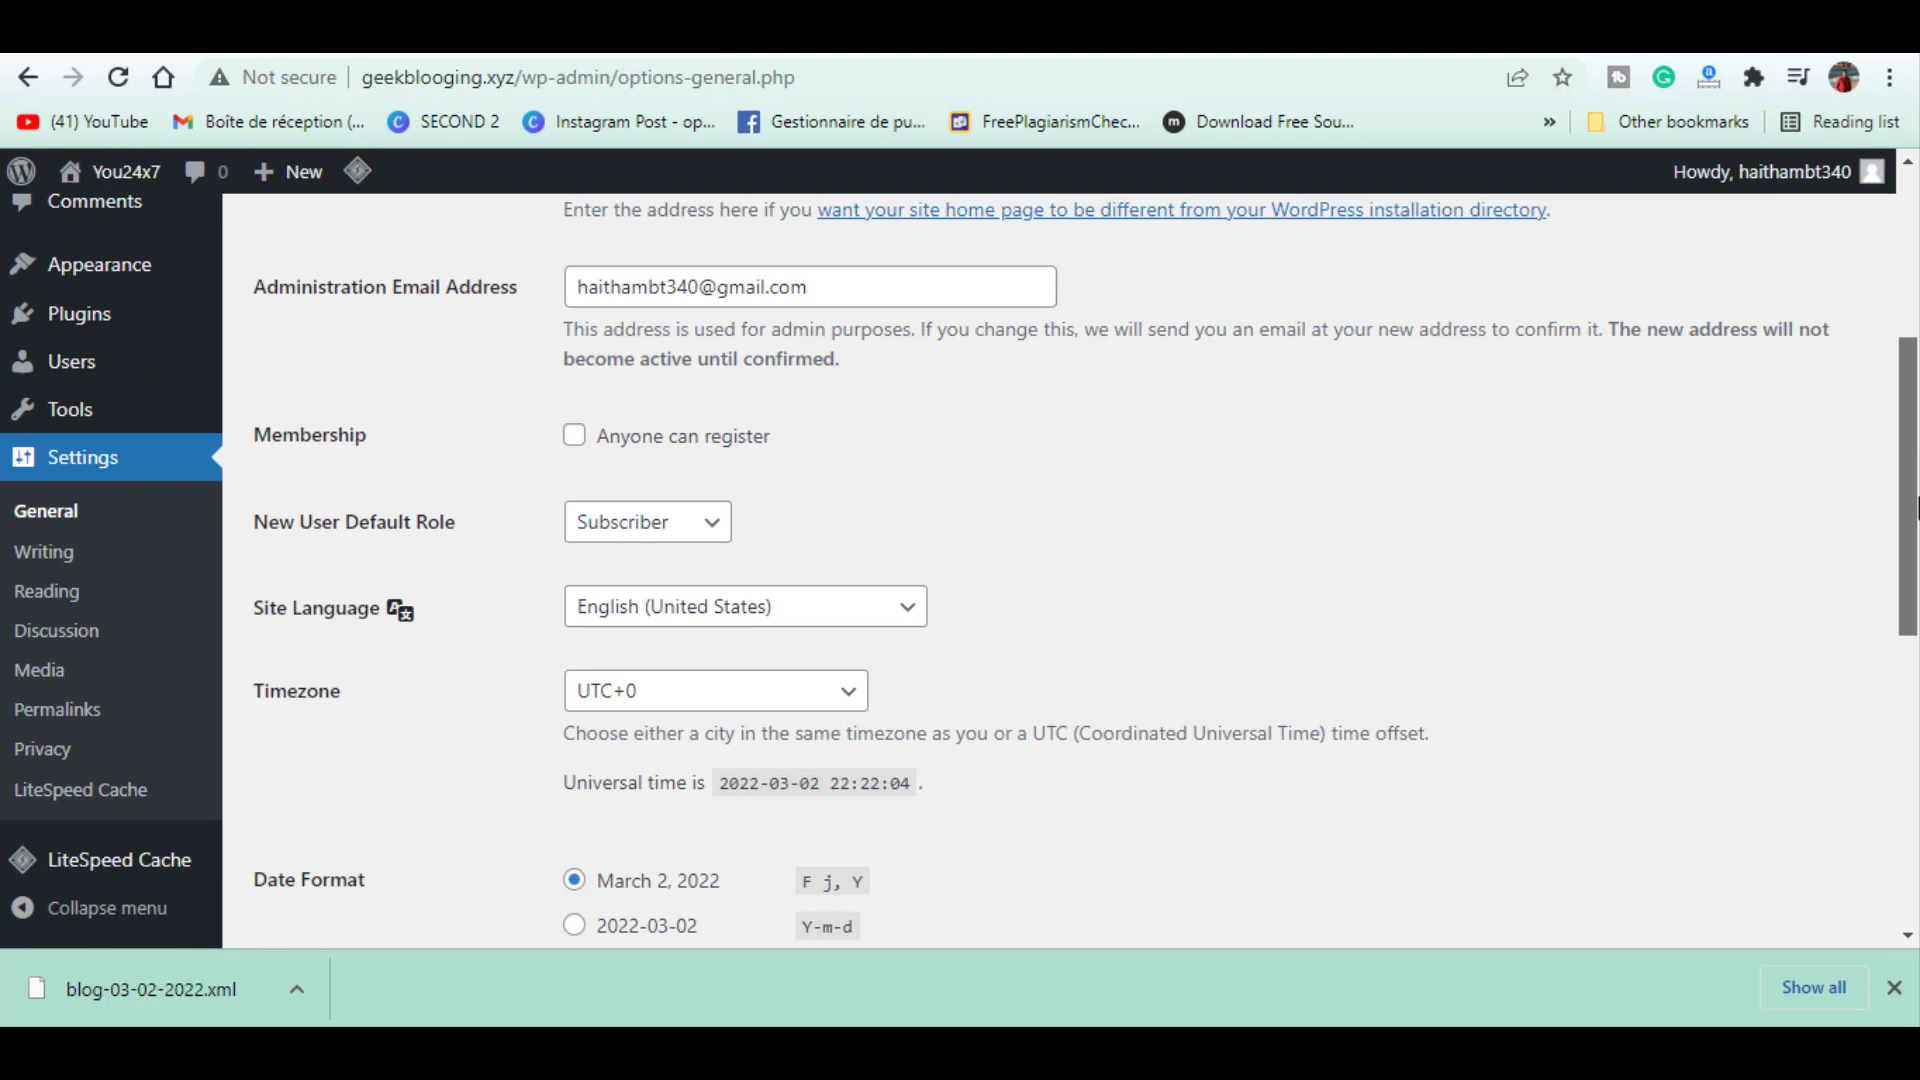 Not secure geekblooging.xyz/wp-admin/options-general.php
(41) YouTube Boîte de réception (... SECOND 2 Instagram Post - op... Gestionnaire de pu... FreePlagiarismChec... Download Free Sou... » Other bookmarks Reading list
You24x7 0 New Howdy, haithambt340
Comments
Appearance
Plugins
Users
Tools
Settings
General
Writing
Reading
Discussion
Media
Permalinks
Privacy
LiteSpeed Cache
LiteSpeed Cache
Collapse menu
Enter the address here if you want your site home page to be different from your WordPress installation directory.
Administration Email Address haithambt340@gmail.com
This address is used for admin purposes. If you change this, we will send you an email at your new address to confirm it. The new address will not
become active until confirmed.
Membership Anyone can register
New User Default Role Subscriber
Site Language English (United States)
Timezone UTC+0
Choose either a city in the same timezone as you or a UTC (Coordinated Universal Time) time offset.
Universal time is 2022-03-02 22:22:04 .
Date Format March 2, 2022 F j, Y
2022-03-02 Y-m-d
blog-03-02-2022.xml Show all